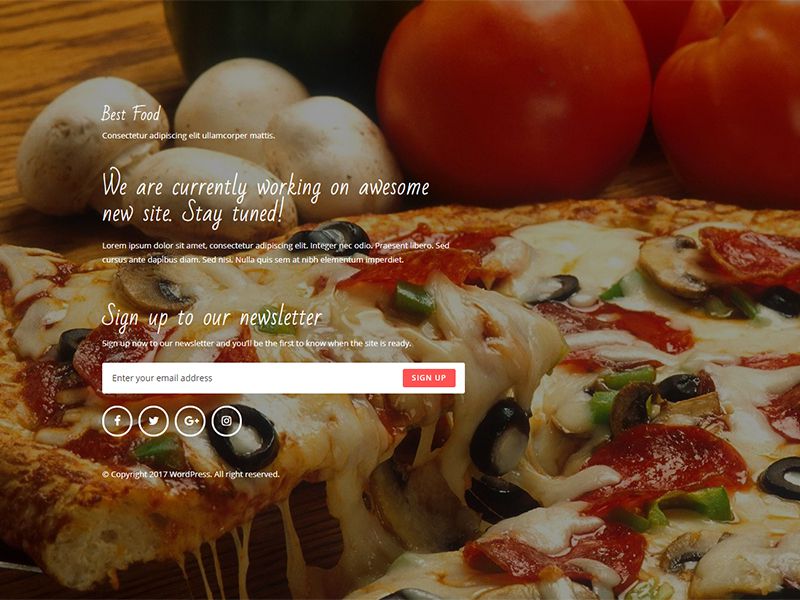 Best Food
Consectetur adipiscing elit ullamcorper mattis.
We are currently working on awesome
new site. Stay tuned!
Lorem ipsum dolor sit amet, consectetur adipiscing elit. Integer nec odio. Praesent libero. Sed
cursus ante dapibus diam. Sed nisi. Nulla quis sem at nibh elementum imperdiet.
Sign up to our newsletter
Sign up now to our newsletter and you'll be the first to know when the site is ready.
Enter your email address
SIGN UP
© Copyright 2017 WordPress. All right reserved.